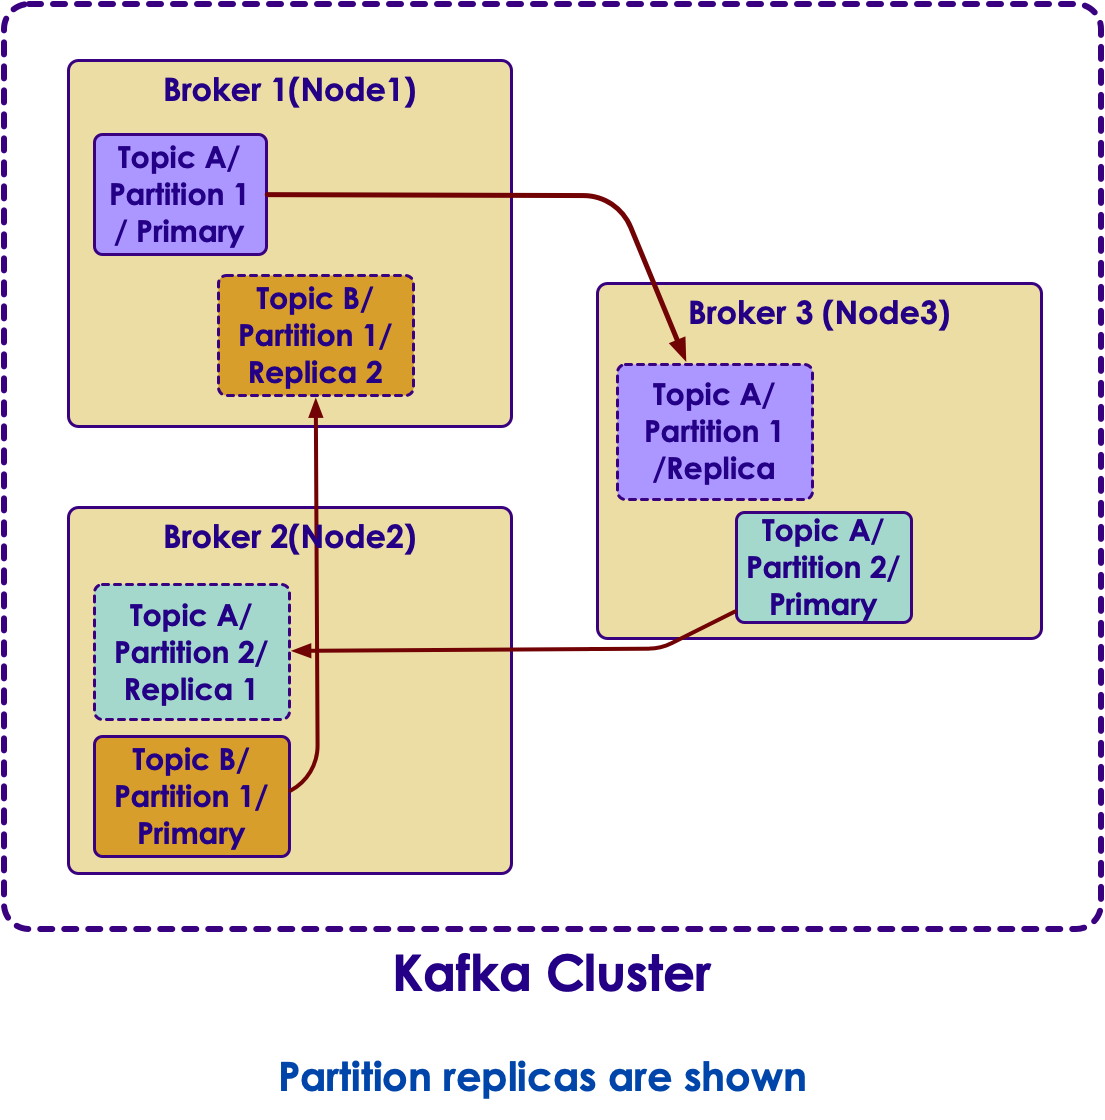 Broker 1(Node1)
Topic A/
Partition 1
/ Primary
Topic B/
Partition 1/
Replica 2
Broker 3 (Node3)
Topic A/
Partition 1
/Replica
Topic A/
Partition 2/
Primary
Broker 2(Node2)
Topic A/
Partition 2/
Replica 1
Topic B/
Partition 1/
Primary
Kafka Cluster
Partition replicas are shown